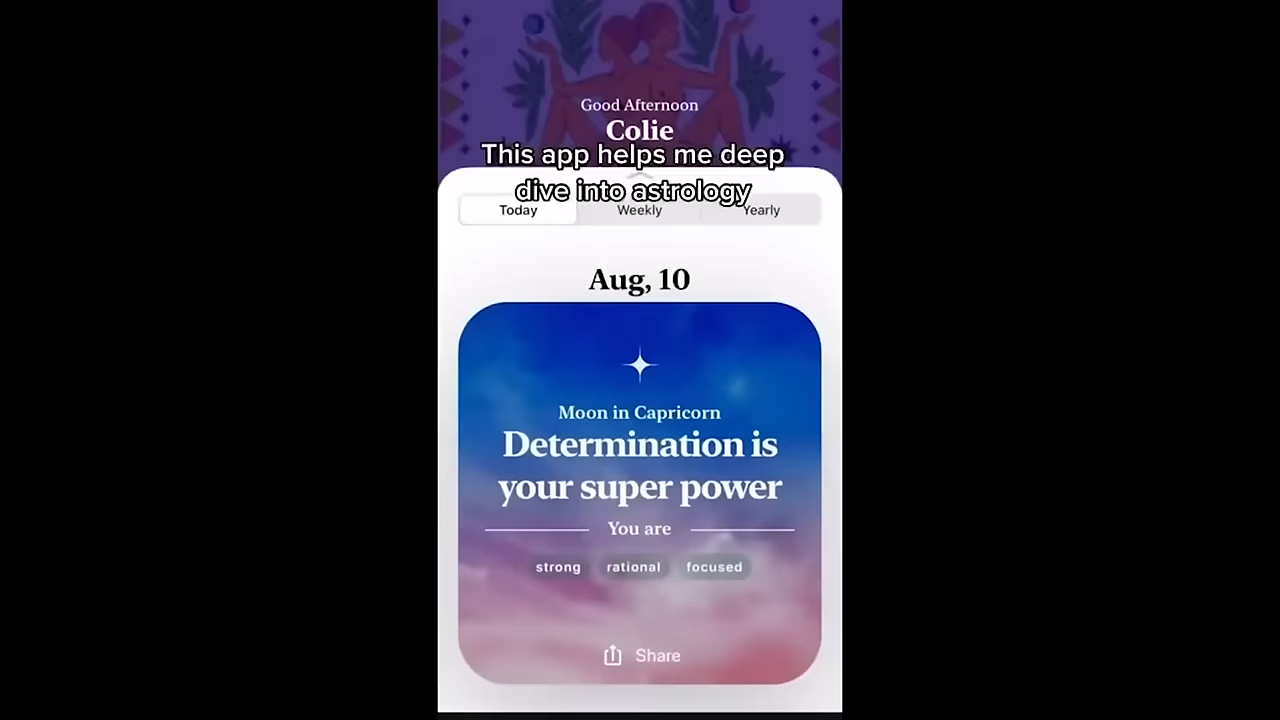 Good Afternoon
Colie
This app helps me deep
dive into astrology
Today Weekly Yearly
Aug, 10
Moon in Capricorn
Determination is
your super power
You are
strong rational focused
Share